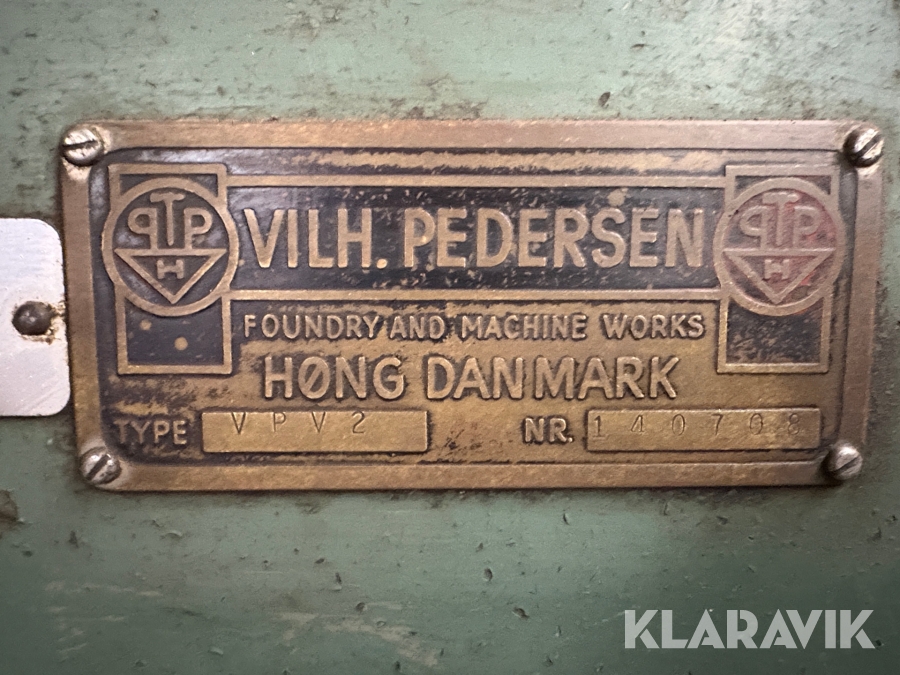 VILH. PEDERSEN
FOUNDRY AND MACHINE WORKS
HØNG DANMARK
TYPE VPV2 NR. 140708
KLARAVIK